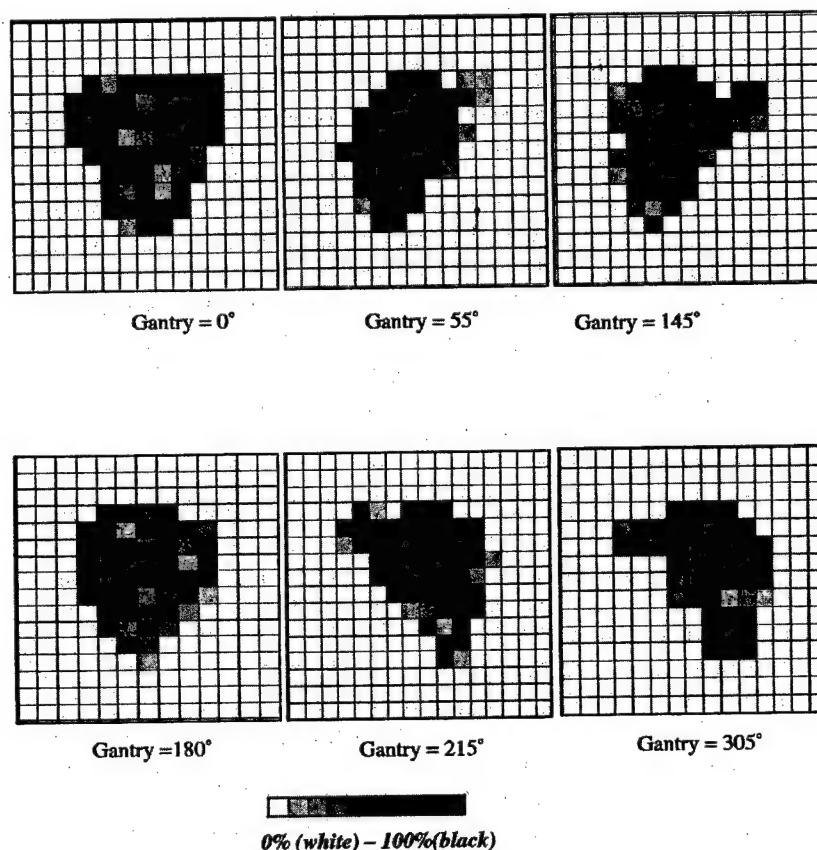 Gantry = 0°
Gantry = 55°
Gantry = 145°
Gantry =180°
Gantry = 215°
Gantry = 305°
0% (white) – 100%(black)